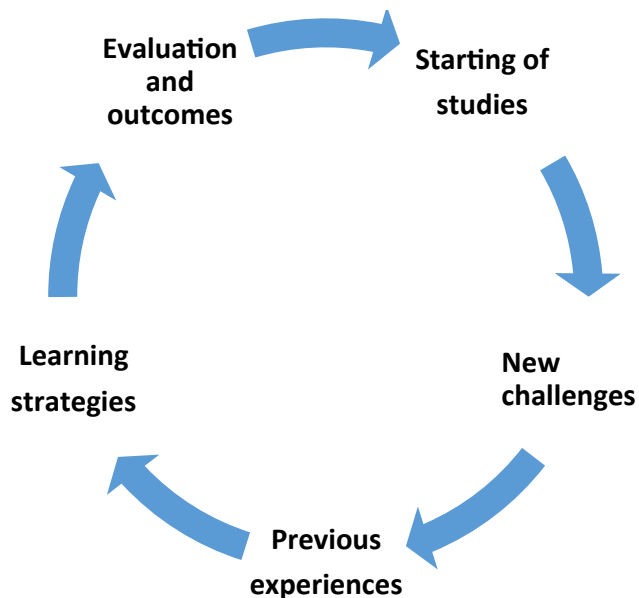 Evaluation
and
outcomes
Starting of
studies
New
challenges
Previous
experiences
Learning
strategies